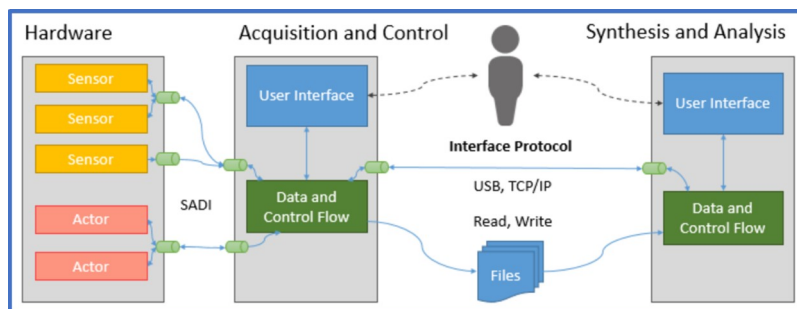 Hardware
Acquisition and Control
Synthesis and Analysis
Sensor
Sensor
Sensor
Actor
Actor
SADI
User Interface
Data and
Control Flow
Interface Protocol
USB, TCP/IP
Read, Write
Files
User Interface
Data and
Control Flow